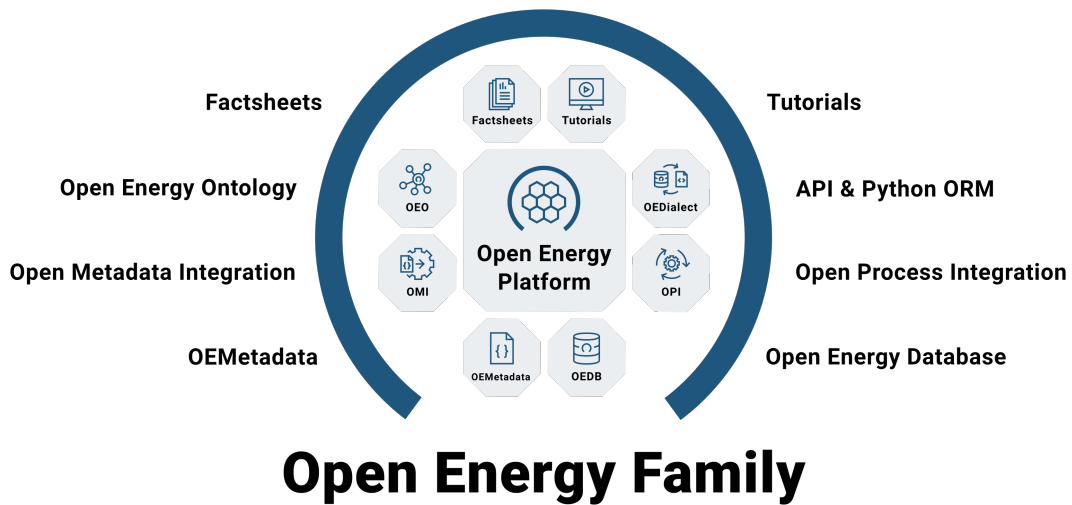 Factsheets
Tutorials
Factsheets
Tutorials
Open Energy Ontology
OEO
OEDialect
API & Python ORM
Open Energy
Platform
Open Metadata Integration
OMI
OPI
Open Process Integration
OEMetadata
OEMetadata
OEDB
Open Energy Database
Open Energy Family